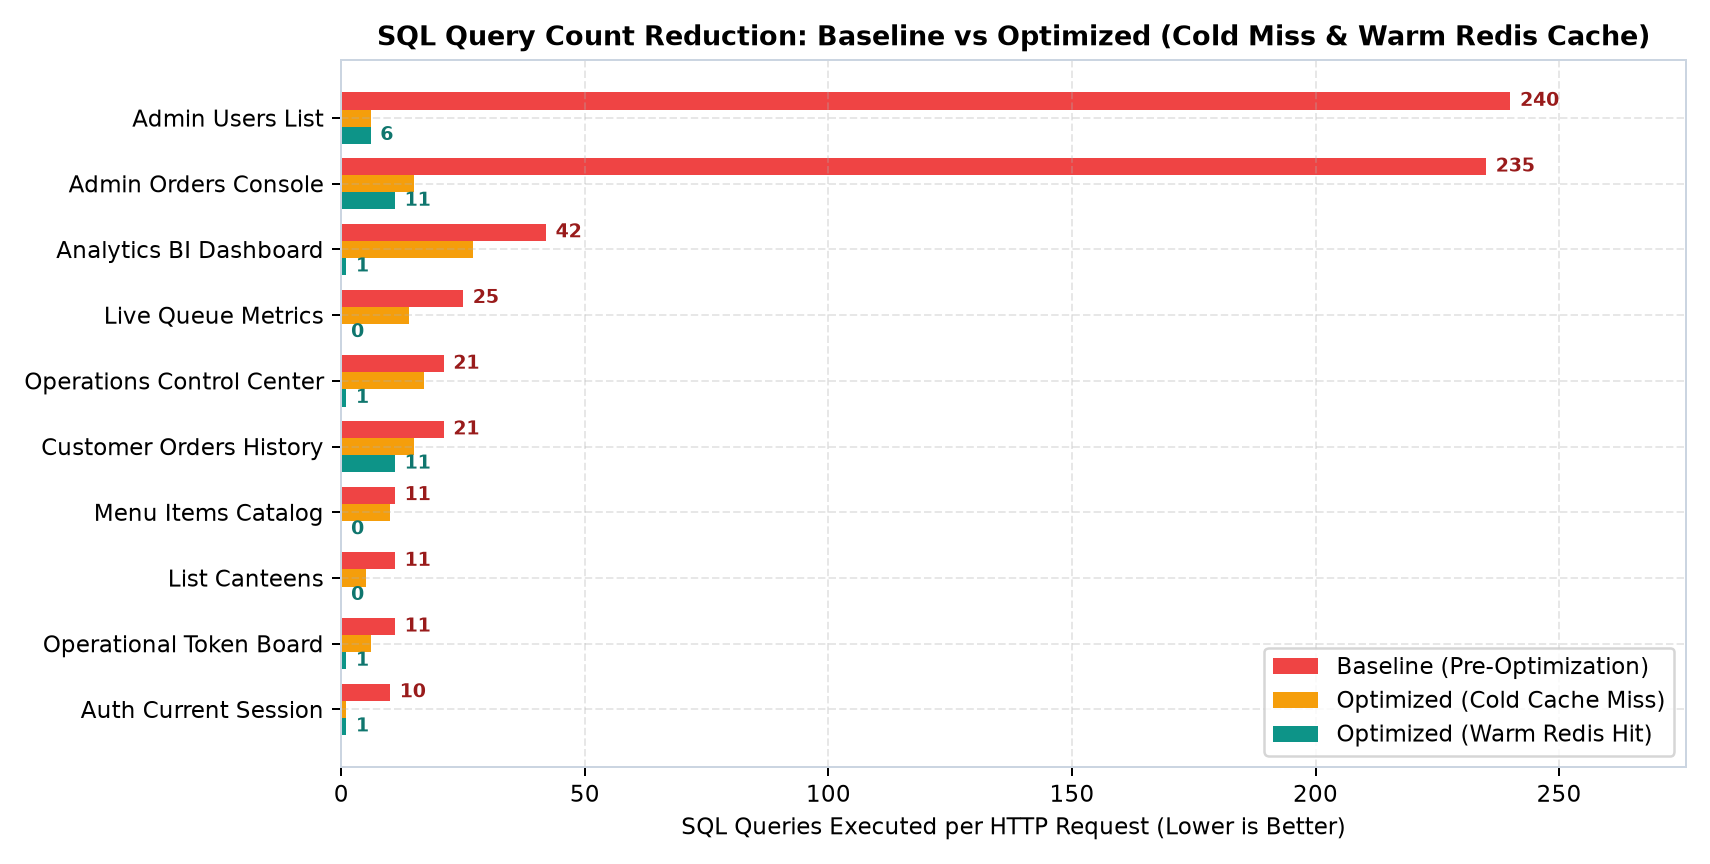 SQL Query Count Reduction: Baseline vs Optimized (Cold Miss & Warm Redis Cache)
Admin Users List
240
6
Admin Orders Console
235
11
Analytics BI Dashboard
42
1
Live Queue Metrics
25
0
Operations Control Center
21
1
Customer Orders History
21
11
Menu Items Catalog
11
0
List Canteens
11
0
Operational Token Board
11
1
Auth Current Session
10
1
Baseline (Pre-Optimization)
Optimized (Cold Cache Miss)
Optimized (Warm Redis Hit)
0 50 100 150 200 250
SQL Queries Executed per HTTP Request (Lower is Better)